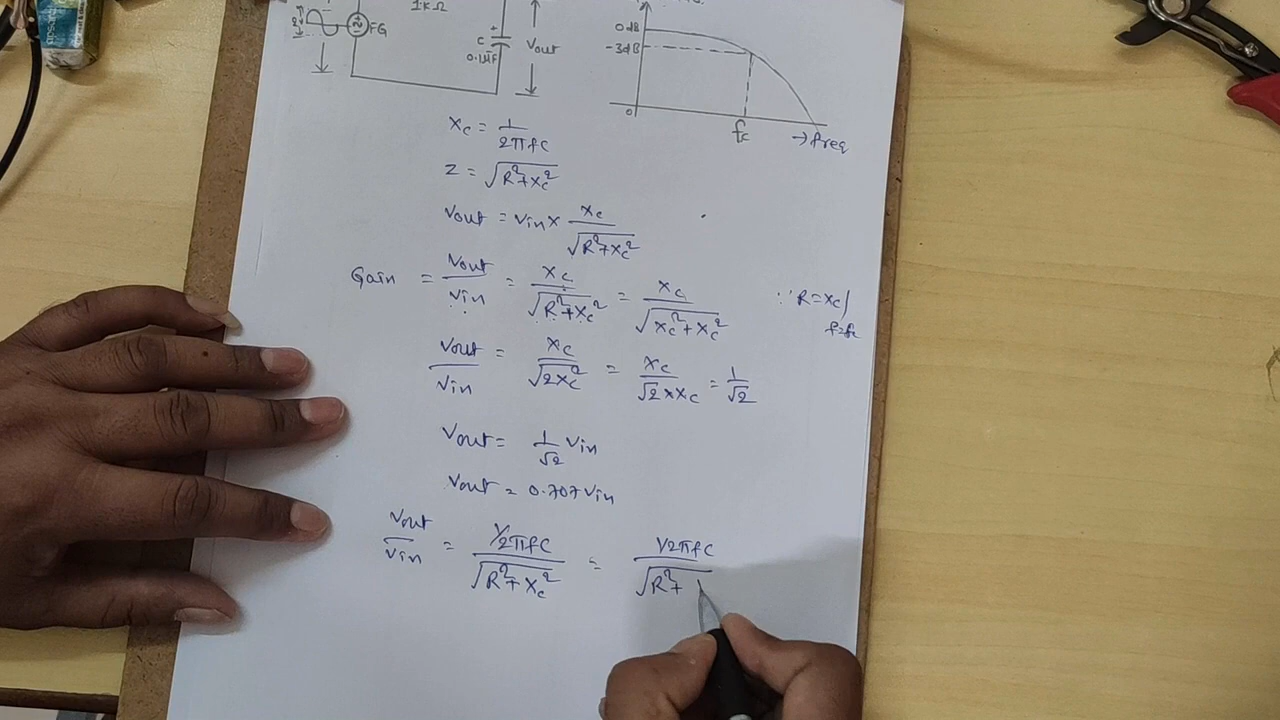 1KΩ
FG
C
0.1µF
Vout
0dB
-3dB
0
fc
→freq
Xc = 1/2πfC
Z = √R²+Xc²
Vout = Vin x Xc/√R²+Xc²
Gain = Vout/Vin = Xc/√R²+Xc² = Xc/√Xc²+Xc² ∵ R=Xc|f=fc
Vout/Vin = Xc/√2Xc² = Xc/√2 x Xc = 1/√2
Vout = 1/√2 Vin
Vout = 0.707 Vin
Vout/Vin = 1/2πfC/√R²+Xc² = 1/2πfC/√R²+